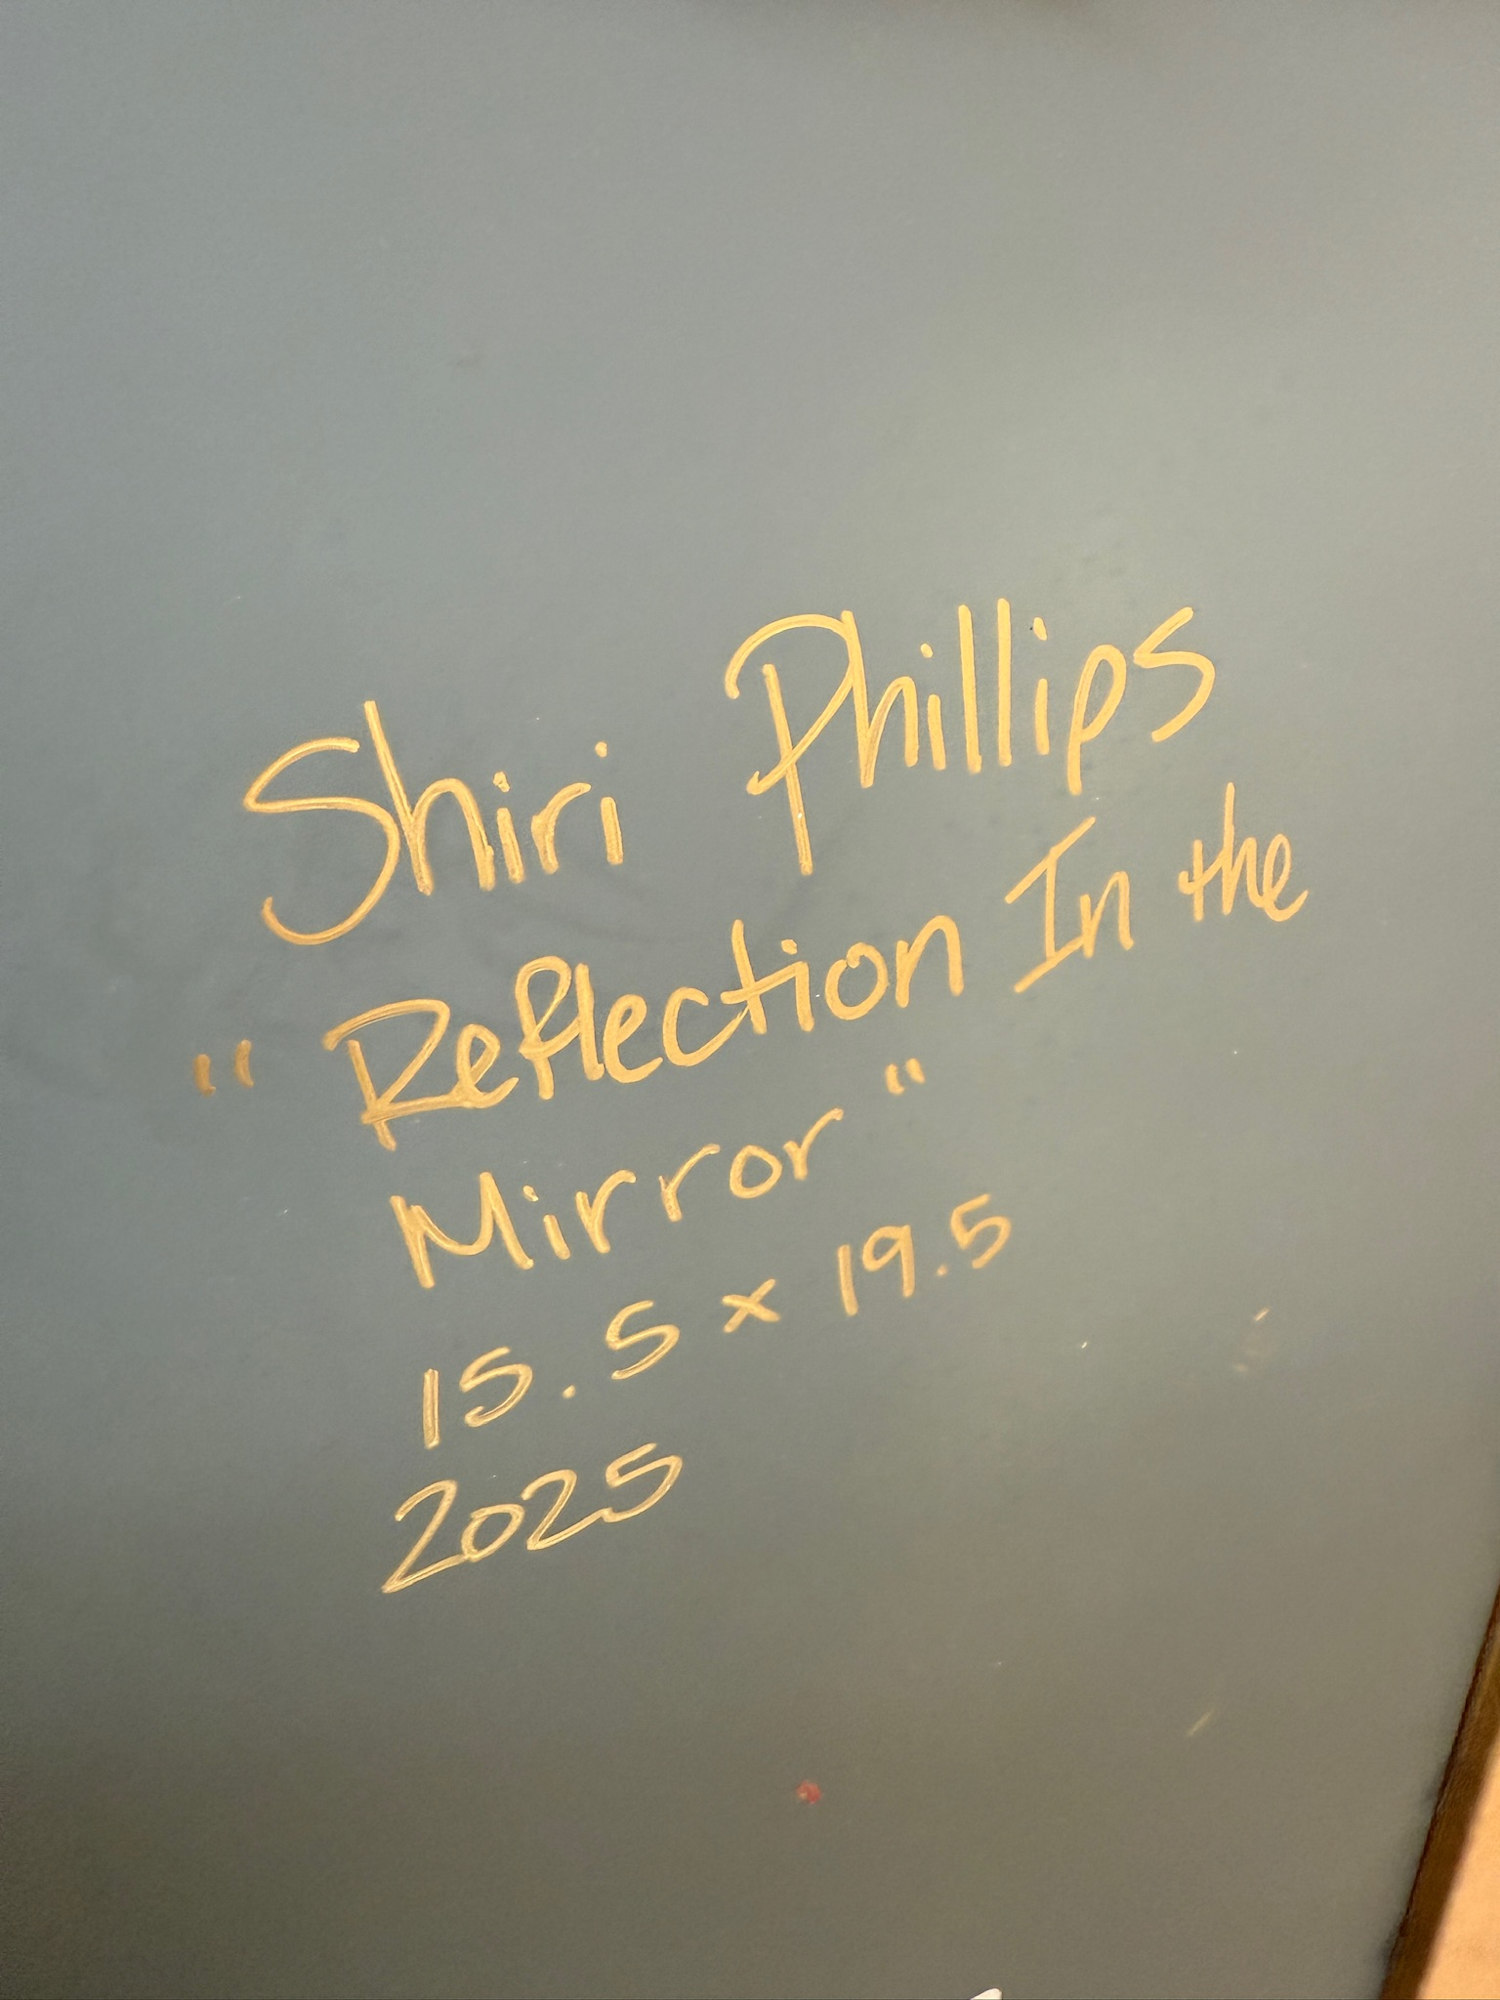 Shiri Phillips
"Reflection In the
Mirror"
15.5 x 19.5
2025